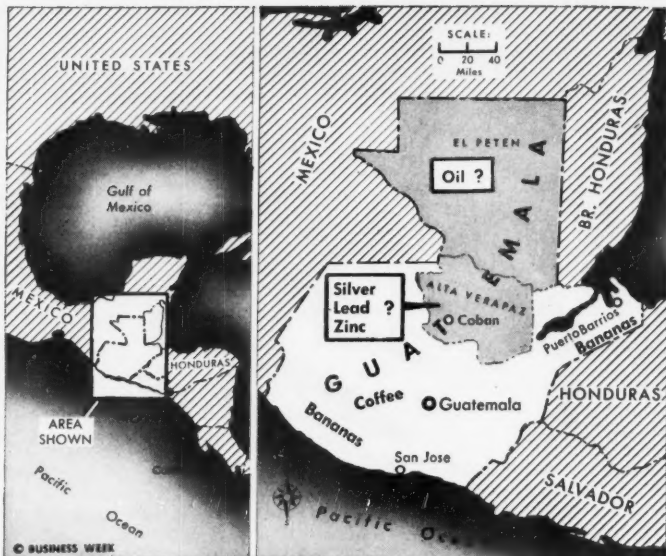 UNITED STATES
Gulf of
Mexico
MEXICO
HONDURAS
AREA
SHOWN
Pacific
Ocean
© BUSINESS WEEK
SCALE:
0 20 40
Miles
MEXICO
EL PETEN
Oil ?
BR. HONDURAS
GUATEMALA
Silver
Lead ?
Zinc
ALTA VERAPAZ
Coban
Puerto Barrios
Bananas
Coffee
Bananas
Guatemala
HONDURAS
San Jose
SALVADOR
Pacific